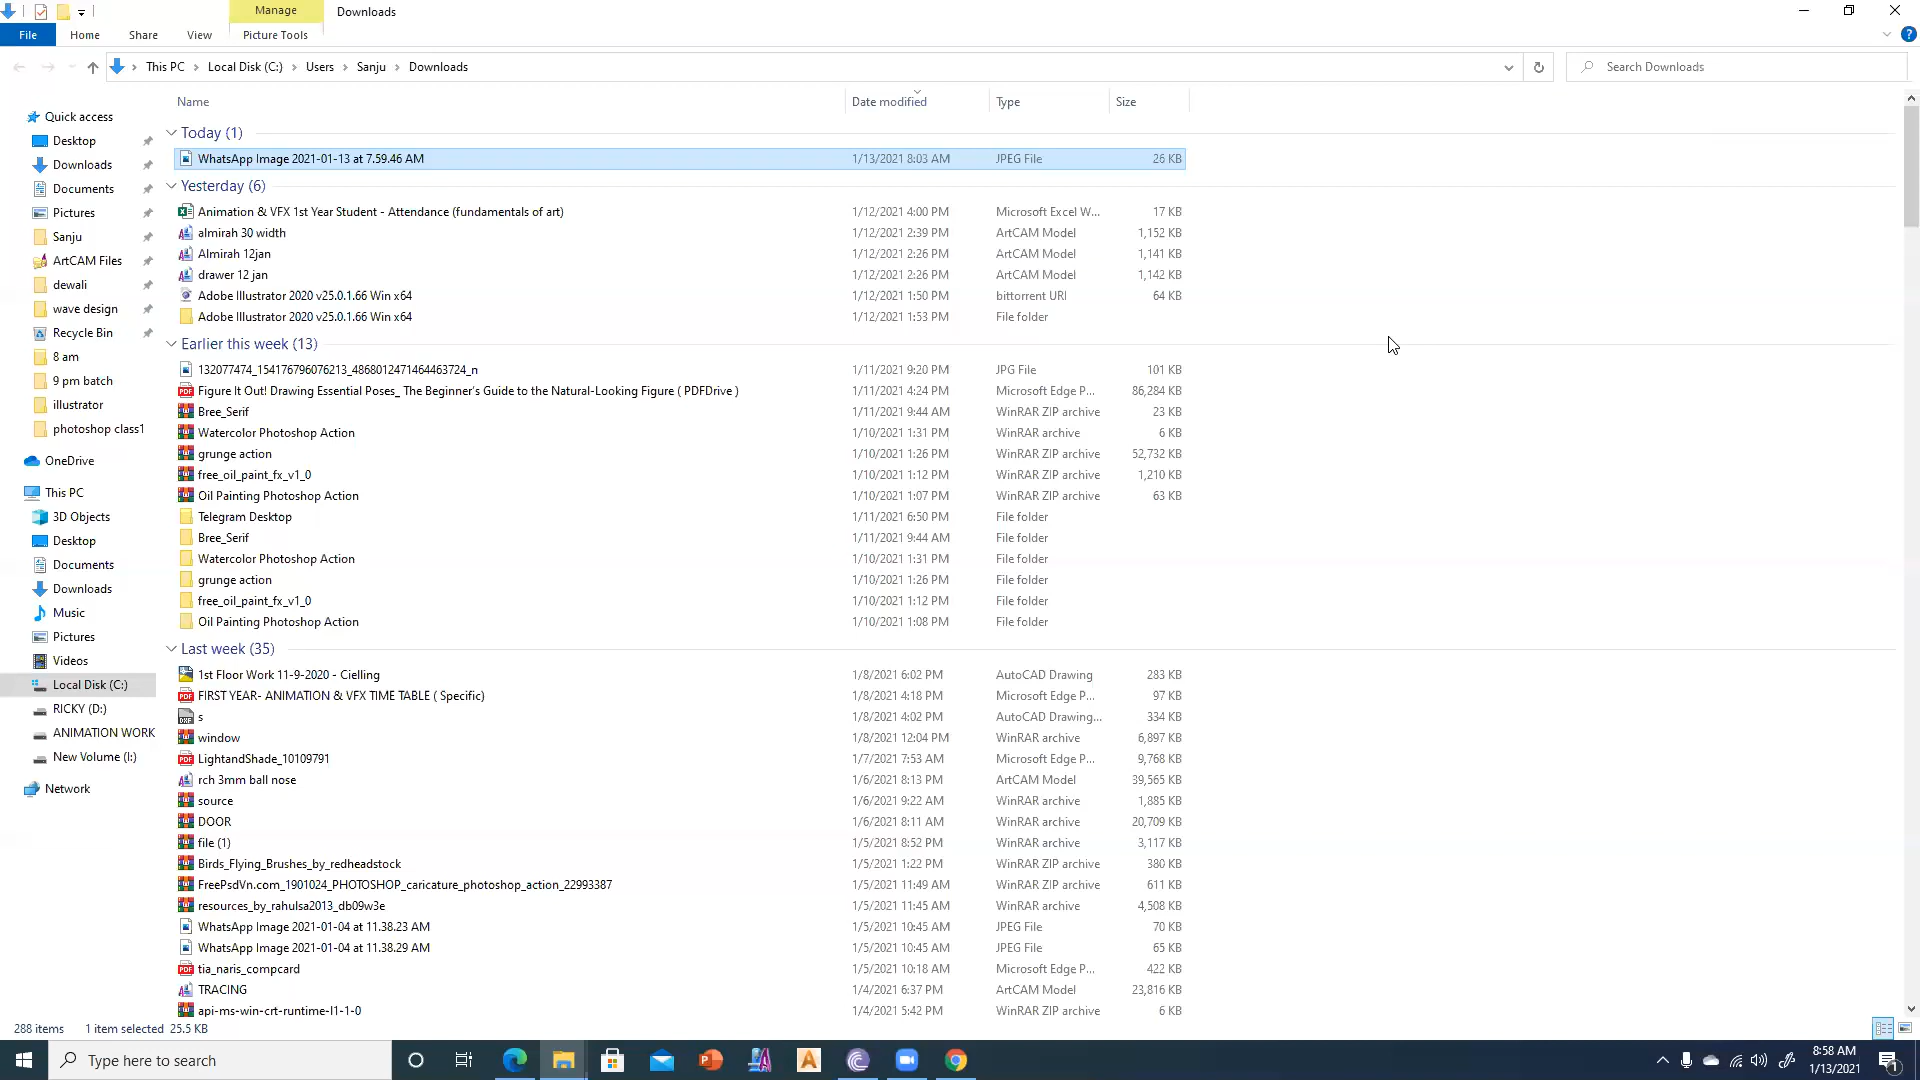 Manage
Downloads
File
Home
Share
View
Picture Tools
This PC
Local Disk (C:)
Users
Sanju
Downloads
Search Downloads
Name
Date modified
Type
Size
Quick access
Desktop
Downloads
Documents
Pictures
Sanju
ArtCAM Files
dewali
wave design
Recycle Bin
8 am
9 pm batch
illustrator
photoshop class1
OneDrive
This PC
3D Objects
Desktop
Documents
Downloads
Music
Pictures
Videos
Local Disk (C:)
RICKY (D:)
ANIMATION WORK
New Volume (I:)
Network
Today (1)
WhatsApp Image 2021-01-13 at 7.59.46 AM 1/13/2021 8:03 AM JPEG File 26 KB
Yesterday (6)
Animation & VFX 1st Year Student - Attendance (fundamentals of art) 1/12/2021 4:00 PM Microsoft Excel W... 17 KB
almirah 30 width 1/12/2021 2:39 PM ArtCAM Model 1,152 KB
Almirah 12jan 1/12/2021 2:26 PM ArtCAM Model 1,141 KB
drawer 12 jan 1/12/2021 2:26 PM ArtCAM Model 1,142 KB
Adobe Illustrator 2020 v25.0.1.66 Win x64 1/12/2021 1:50 PM bittorrent URI 64 KB
Adobe Illustrator 2020 v25.0.1.66 Win x64 1/12/2021 1:53 PM File folder
Earlier this week (13)
132077474_154176796076213_4868012471464463724_n 1/11/2021 9:20 PM JPG File 101 KB
Figure It Out! Drawing Essential Poses_ The Beginner's Guide to the Natural-Looking Figure ( PDFDrive ) 1/11/2021 4:24 PM Microsoft Edge P... 86,284 KB
Bree_Serif 1/11/2021 9:44 AM WinRAR ZIP archive 23 KB
Watercolor Photoshop Action 1/10/2021 1:31 PM WinRAR archive 6 KB
grunge action 1/10/2021 1:26 PM WinRAR ZIP archive 52,732 KB
free_oil_paint_fx_v1_0 1/10/2021 1:12 PM WinRAR ZIP archive 1,210 KB
Oil Painting Photoshop Action 1/10/2021 1:07 PM WinRAR ZIP archive 63 KB
Telegram Desktop 1/11/2021 6:50 PM File folder
Bree_Serif 1/11/2021 9:44 AM File folder
Watercolor Photoshop Action 1/10/2021 1:31 PM File folder
grunge action 1/10/2021 1:26 PM File folder
free_oil_paint_fx_v1_0 1/10/2021 1:12 PM File folder
Oil Painting Photoshop Action 1/10/2021 1:08 PM File folder
Last week (35)
1st Floor Work 11-9-2020 - Cielling 1/8/2021 6:02 PM AutoCAD Drawing 283 KB
FIRST YEAR- ANIMATION & VFX TIME TABLE ( Specific) 1/8/2021 4:18 PM Microsoft Edge P... 97 KB
s 1/8/2021 4:02 PM AutoCAD Drawing... 334 KB
window 1/8/2021 12:04 PM WinRAR archive 6,897 KB
LightandShade_10109791 1/7/2021 7:53 AM Microsoft Edge P... 9,768 KB
rch 3mm ball nose 1/6/2021 8:13 PM ArtCAM Model 39,565 KB
source 1/6/2021 9:22 AM WinRAR archive 1,885 KB
DOOR 1/6/2021 8:11 AM WinRAR archive 20,709 KB
file (1) 1/5/2021 8:52 PM WinRAR archive 3,117 KB
Birds_Flying_Brushes_by_redheadstock 1/5/2021 1:22 PM WinRAR ZIP archive 380 KB
FreePsdVn.com_1901024_PHOTOSHOP_caricature_photoshop_action_22993387 1/5/2021 11:49 AM WinRAR ZIP archive 611 KB
resources_by_rahulsa2013_db09w3e 1/5/2021 11:45 AM WinRAR archive 4,508 KB
WhatsApp Image 2021-01-04 at 11.38.23 AM 1/5/2021 10:45 AM JPEG File 70 KB
WhatsApp Image 2021-01-04 at 11.38.29 AM 1/5/2021 10:45 AM JPEG File 65 KB
tia_naris_compcard 1/5/2021 10:18 AM Microsoft Edge P... 422 KB
TRACING 1/4/2021 6:37 PM ArtCAM Model 23,816 KB
api-ms-win-crt-runtime-l1-1-0 1/4/2021 5:42 PM WinRAR ZIP archive 6 KB
288 items 1 item selected 25.5 KB
Type here to search
8:58 AM
1/13/2021
1